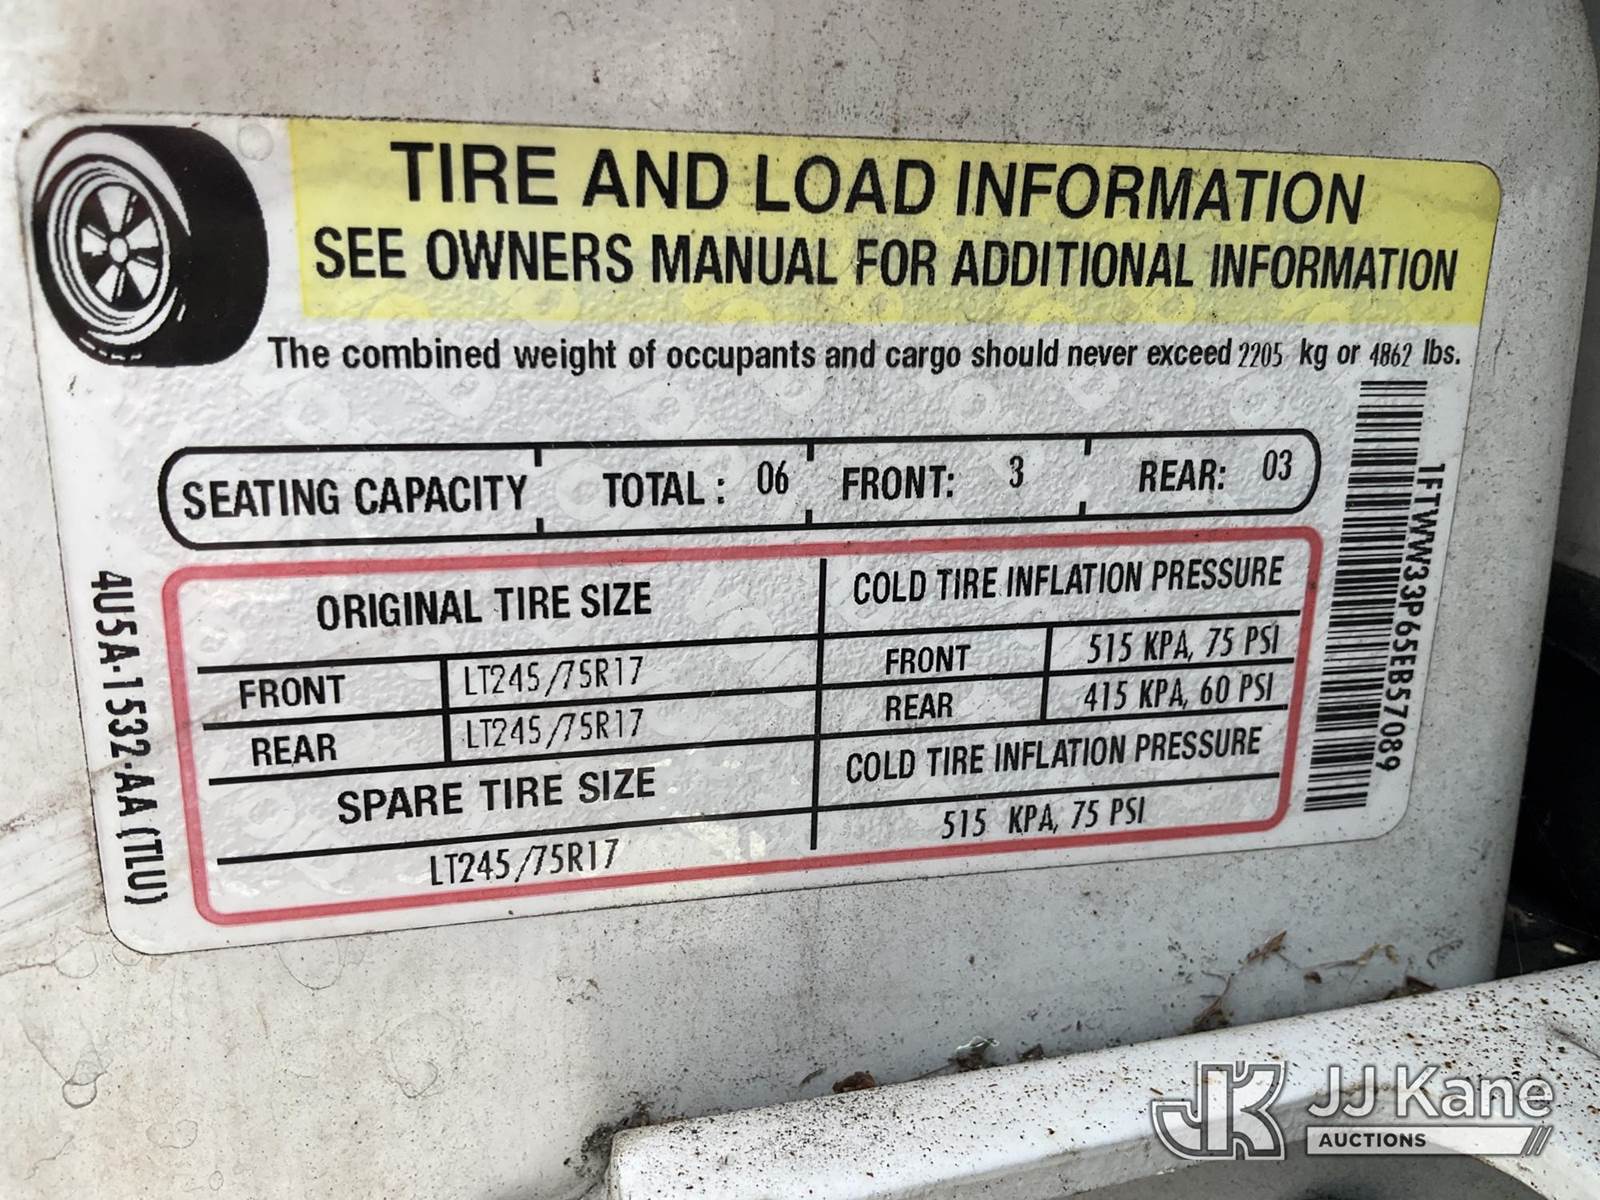 TIRE AND LOAD INFORMATION
SEE OWNERS MANUAL FOR ADDITIONAL INFORMATION
The combined weight of occupants and cargo should never exceed 2205 kg or 4862 lbs.
SEATING CAPACITY TOTAL: 06 FRONT: 3 REAR: 03
ORIGINAL TIRE SIZE COLD TIRE INFLATION PRESSURE
FRONT LT245/75R17 FRONT 515 KPA, 75 PSI
REAR LT245/75R17 REAR 415 KPA, 60 PSI
SPARE TIRE SIZE COLD TIRE INFLATION PRESSURE
LT245/75R17 515 KPA, 75 PSI
4U5A-1532-AA (TLU)
1FTWW33P65EB57089
JK JJ Kane
AUCTIONS